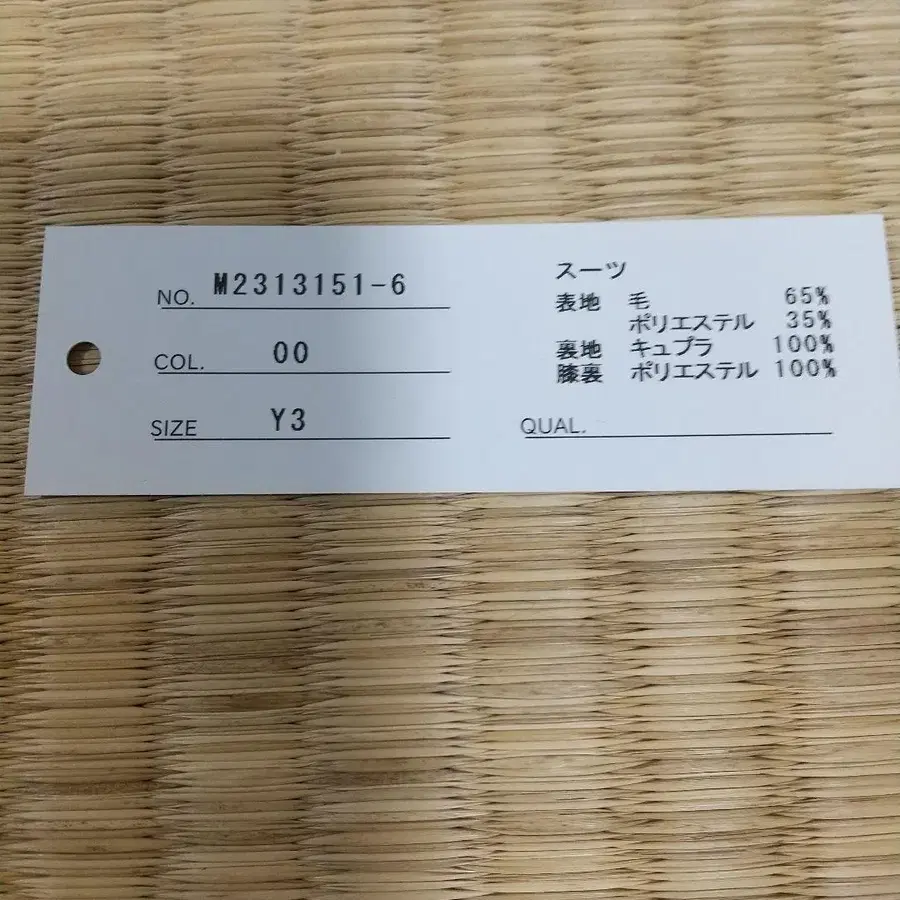 NO. M2313151-6
COL. 00
SIZE Y3
スーツ
表地 毛 65%
ポリエステル 35%
裏地 キュプラ 100%
膝裏 ポリエステル 100%
QUAL.